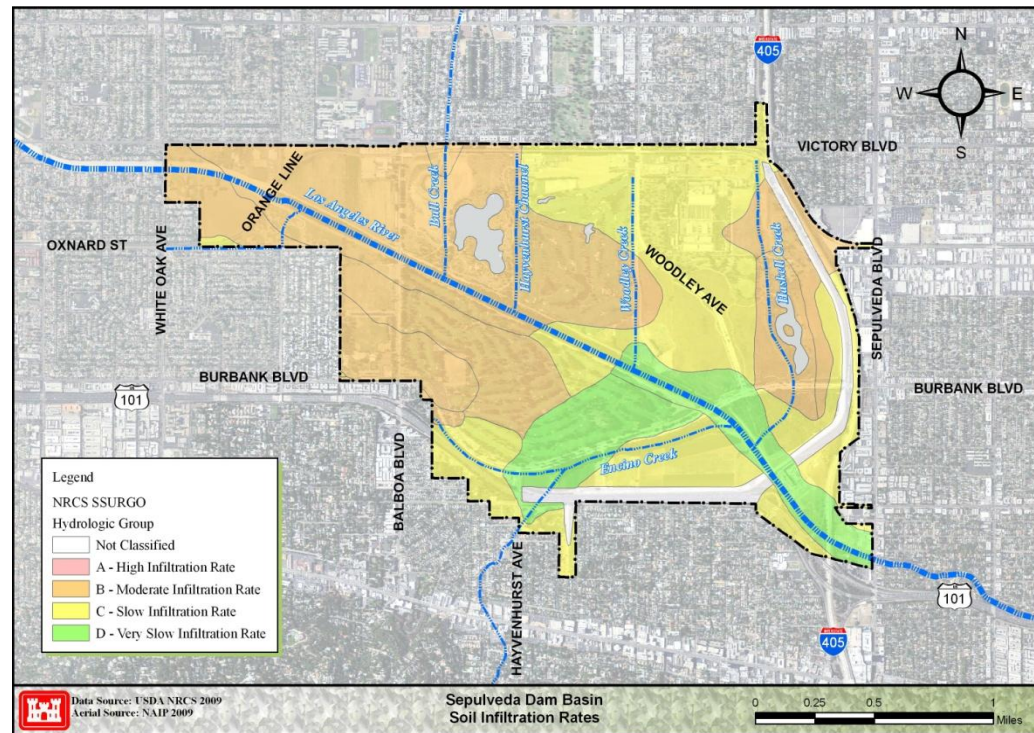 N
W
E
S
MEXICO
405
VICTORY BLVD
ORANGE LINE
Los Angeles River
Bull Creek
Hayvenhurst Channel
Woodley Creek
WOODLEY AVE
Haskell Creek
OXNARD ST
WHITE OAK AVE
SEPULVEDA BLVD
BURBANK BLVD
BURBANK BLVD
101
BALBOA BLVD
Encino Creek
HAYVENHURST AVE
101
405
Legend
NRCS SSURGO
Hydrologic Group
Not Classified
A - High Infiltration Rate
B - Moderate Infiltration Rate
C - Slow Infiltration Rate
D - Very Slow Infiltration Rate
Data Source: USDA NRCS 2009
Aerial Source: NAIP 2009
Sepulveda Dam Basin
Soil Infiltration Rates
0 0.25 0.5 1
Miles